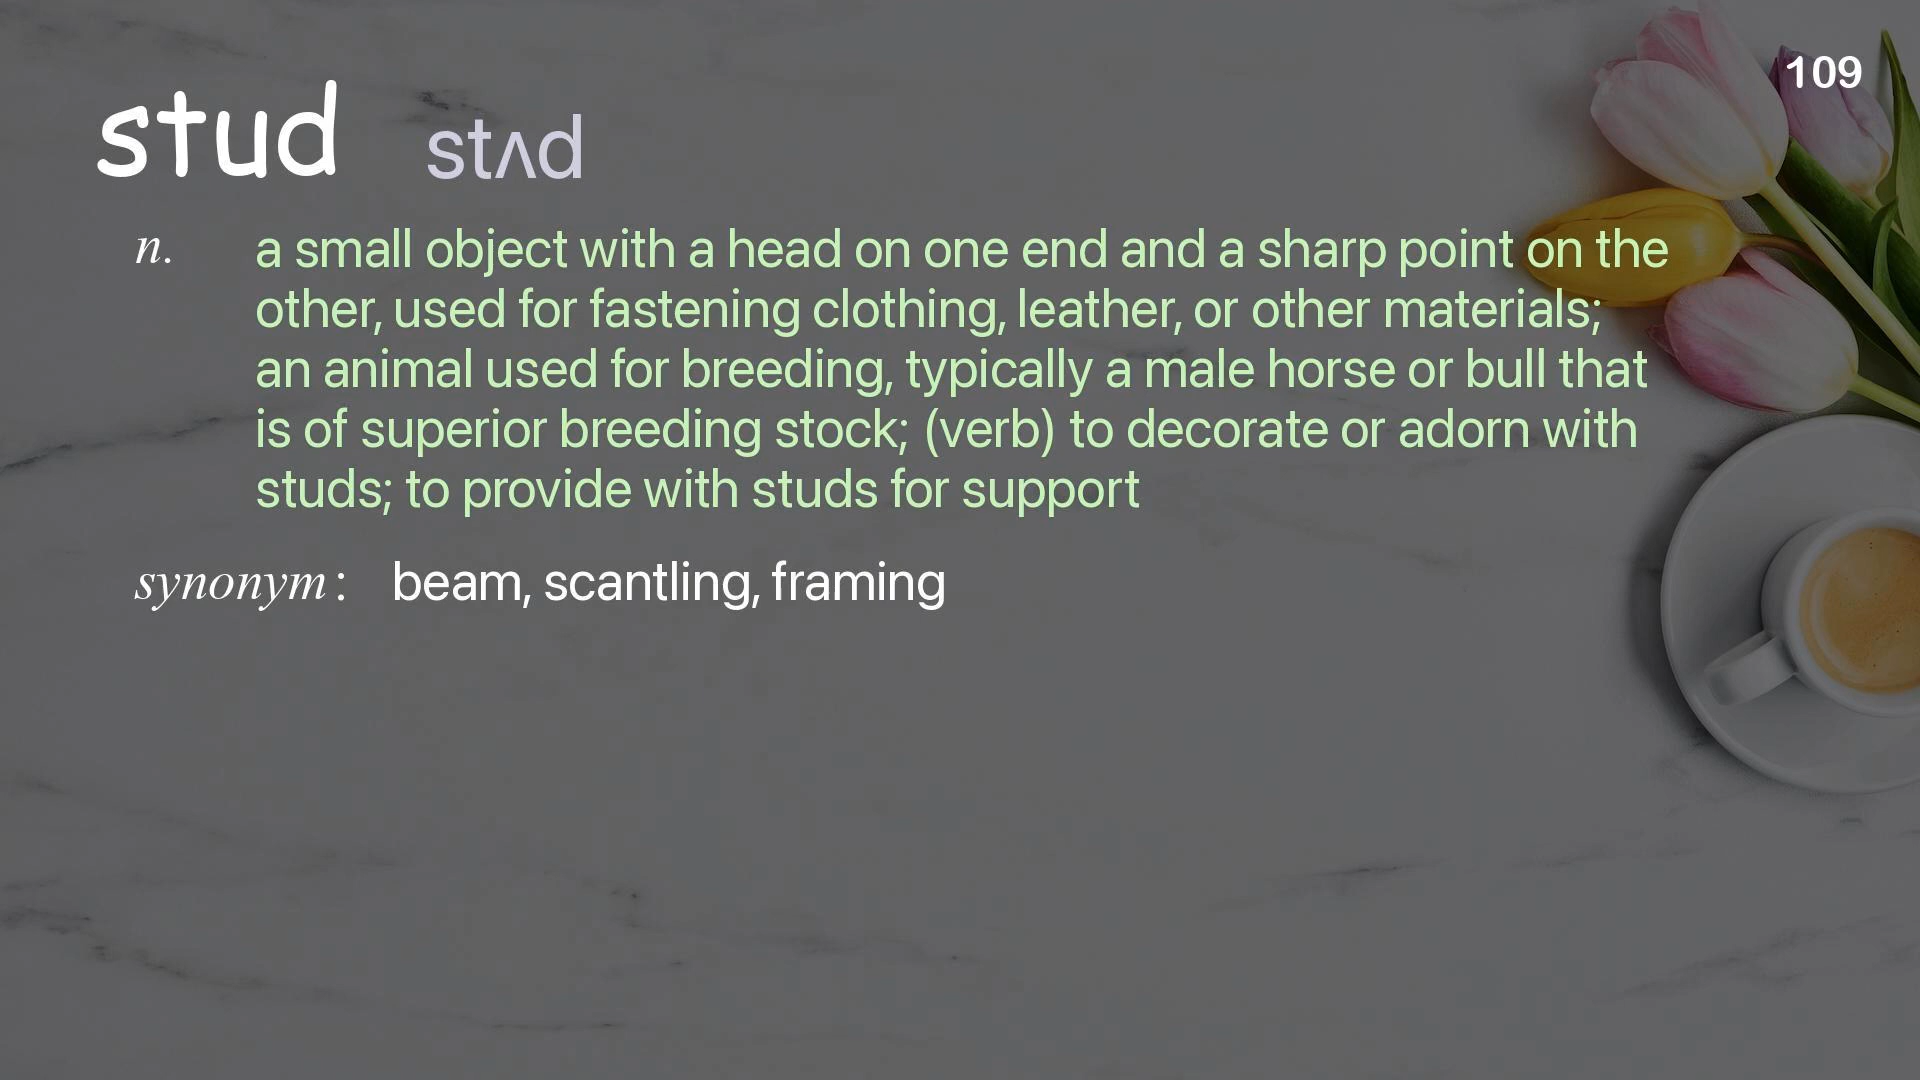 109
stud stʌd
n. a small object with a head on one end and a sharp point on the
other, used for fastening clothing, leather, or other materials;
an animal used for breeding, typically a male horse or bull that
is of superior breeding stock; (verb) to decorate or adorn with
studs; to provide with studs for support
synonym: beam, scantling, framing